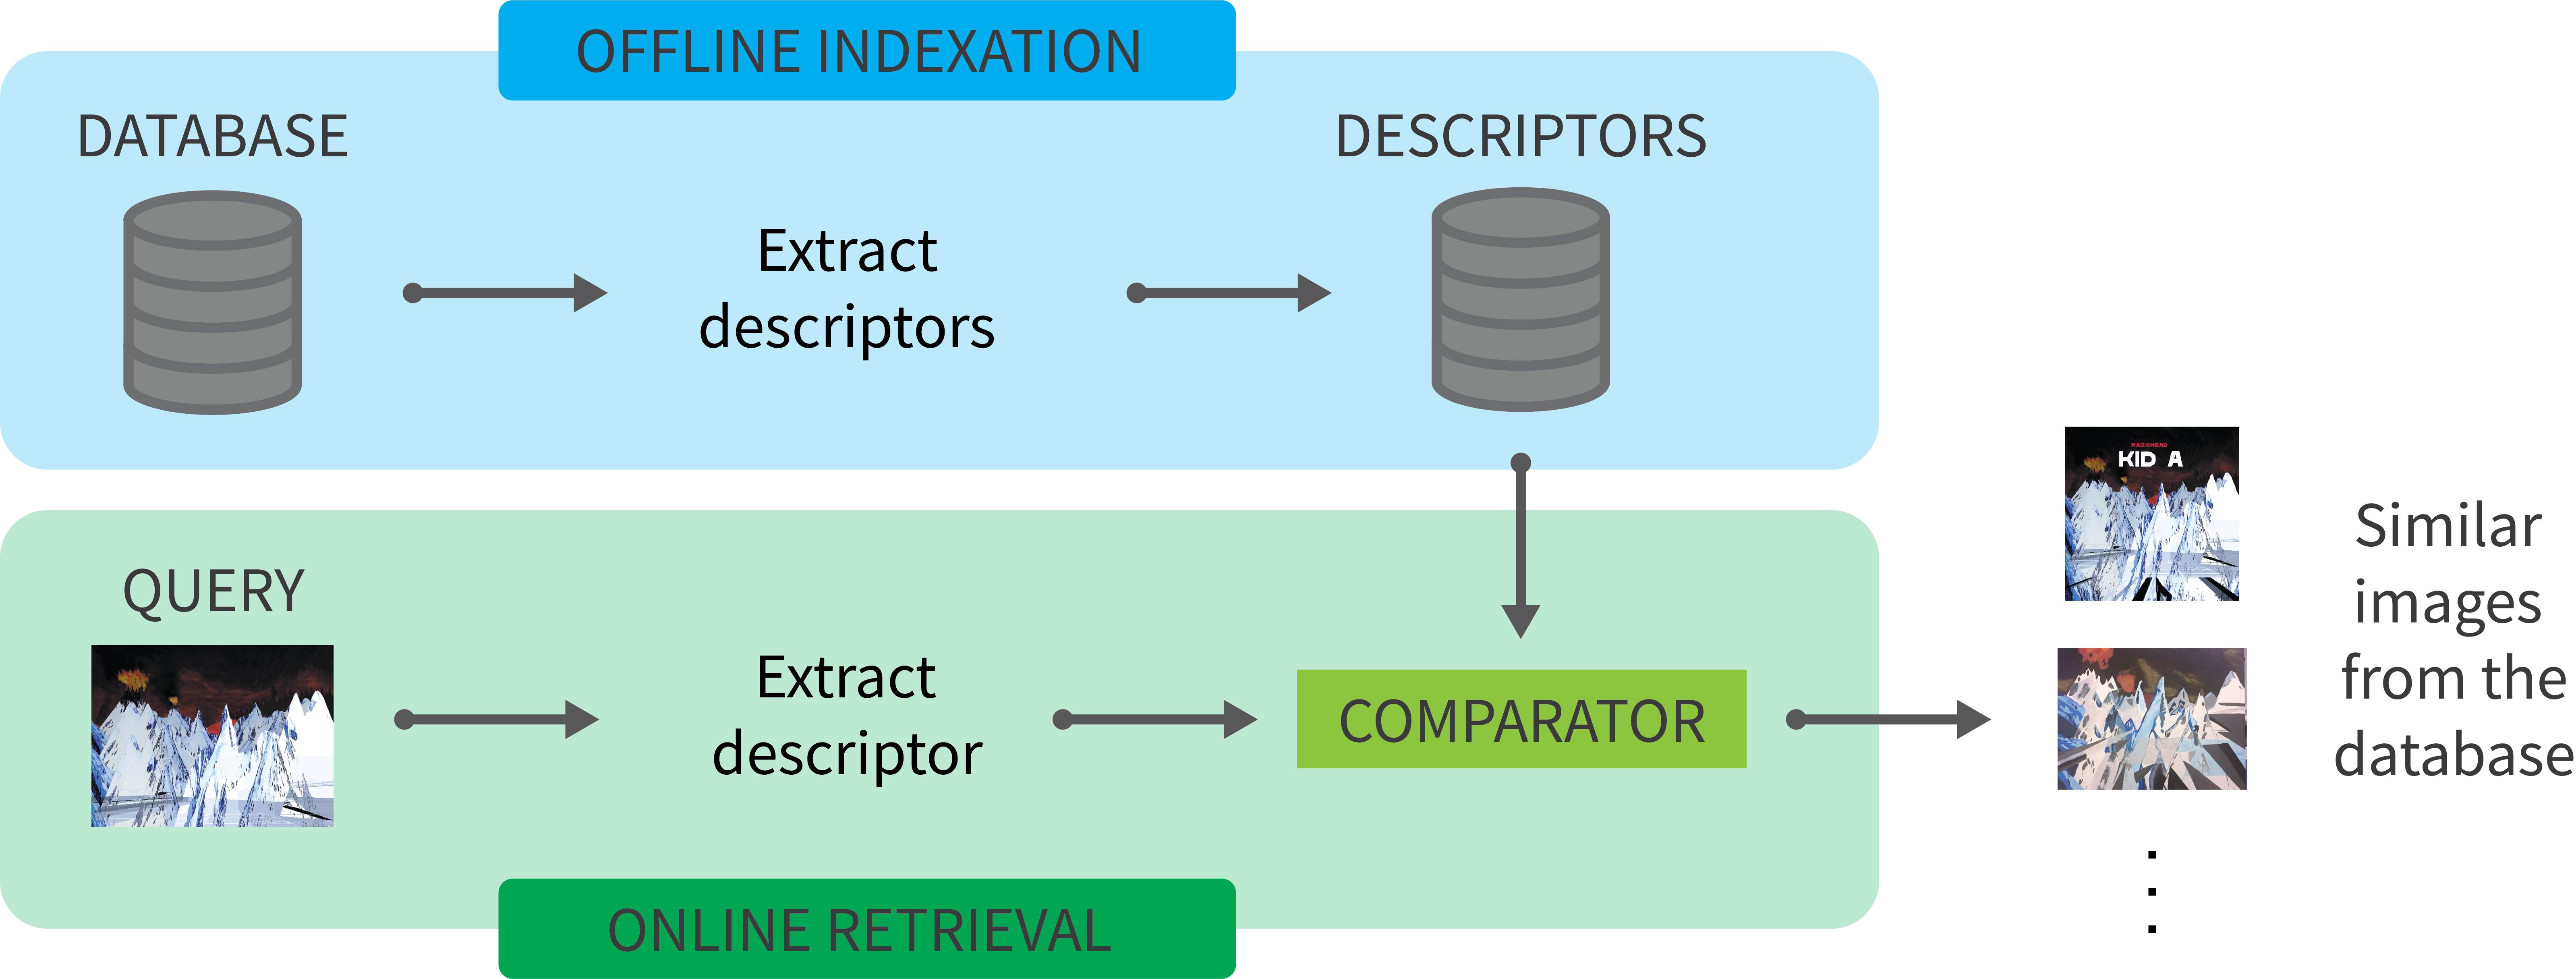 OFFLINE INDEXATION
DATABASE
DESCRIPTORS
Extract
descriptors
QUERY
Extract
descriptor
COMPARATOR
ONLINE RETRIEVAL
RADIOHEAD
KID A
Similar
images
from the
database